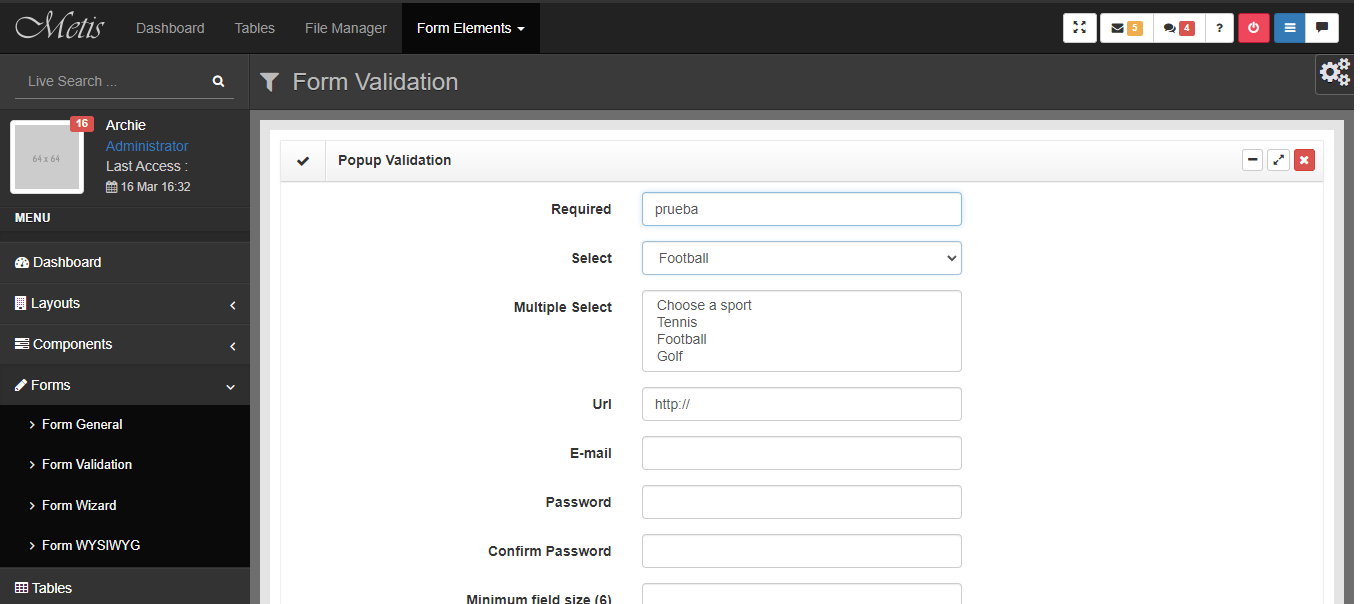 Metis Dashboard Tables File Manager Form Elements 5 4 ?
Live Search ...
Form Validation
16
64 x 64
Archie
Administrator
Last Access :
16 Mar 16:32
MENU
Dashboard
Layouts
Components
Forms
Form General
Form Validation
Form Wizard
Form WYSIWYG
Tables
Popup Validation
Required prueba
Select Football
Multiple Select Choose a sport
Tennis
Football
Golf
Url http://
E-mail
Password
Confirm Password
Minimum field size (6)